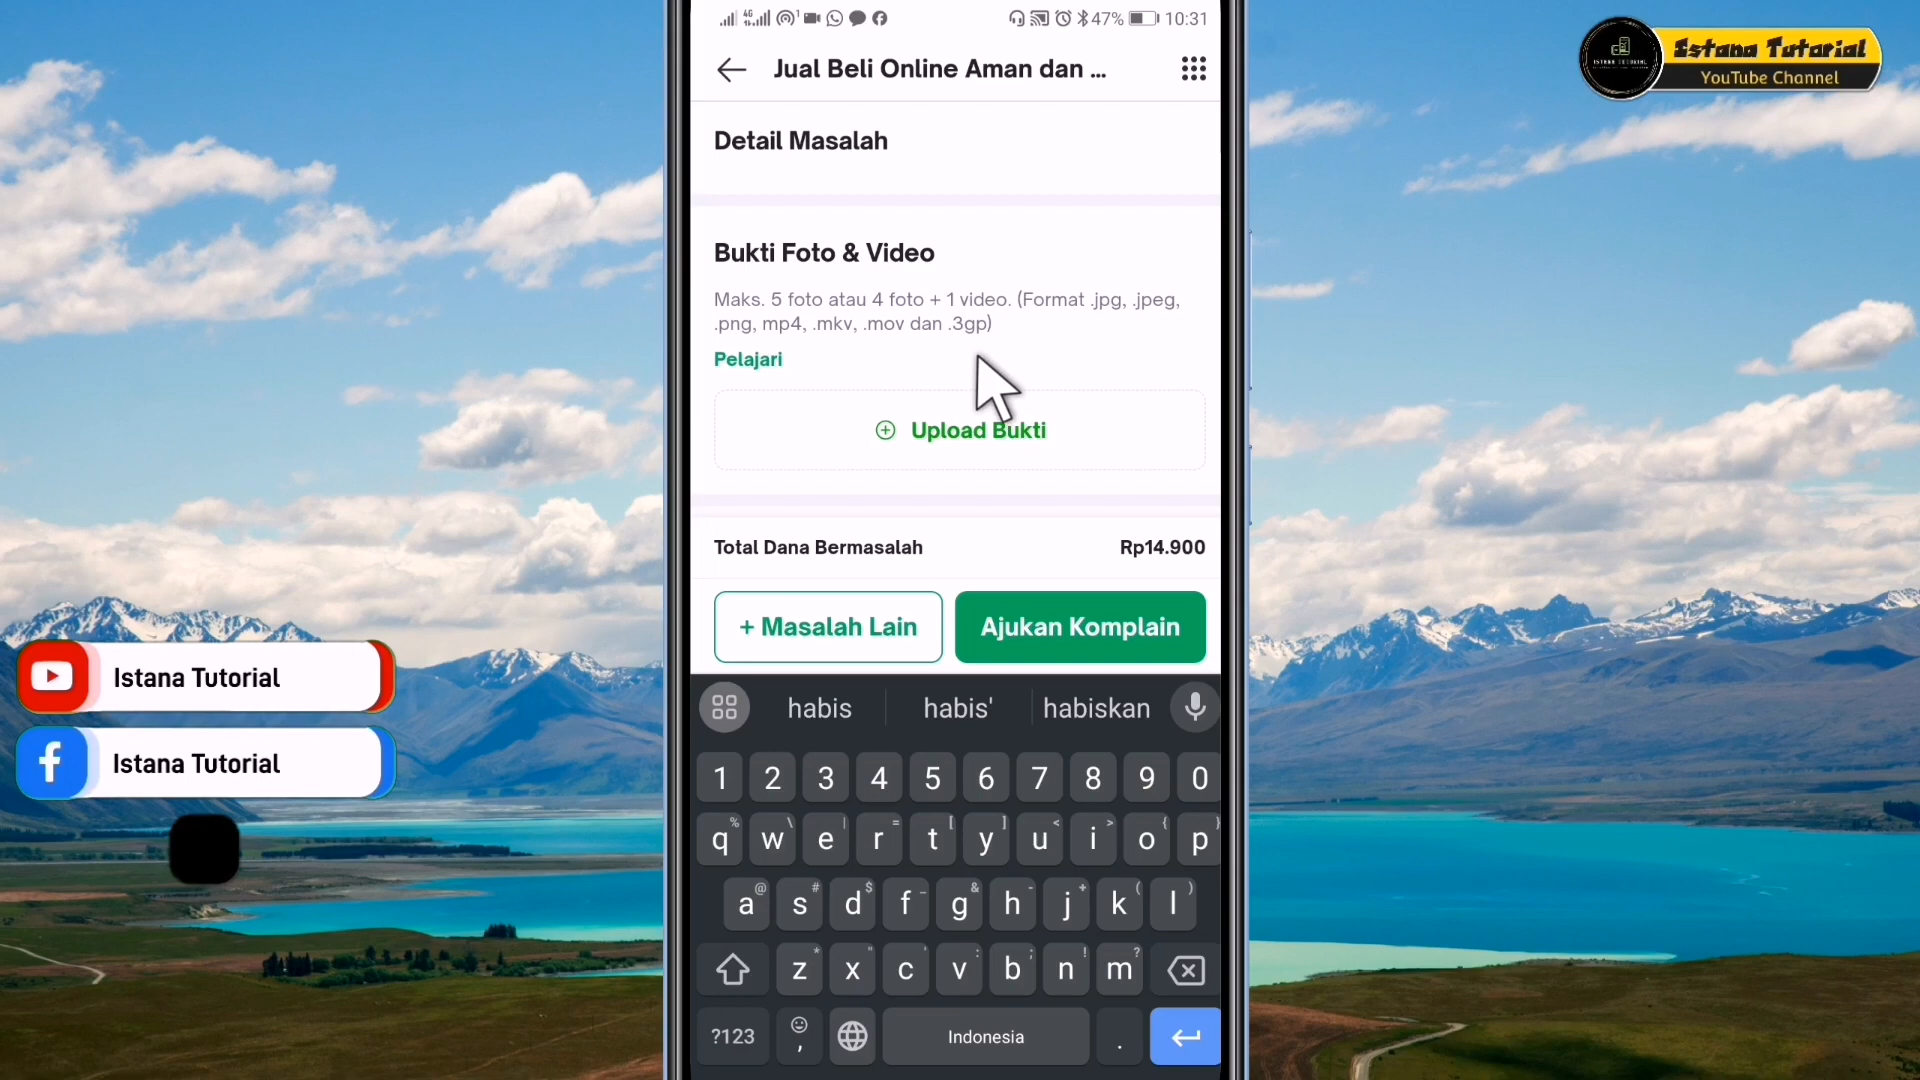 47% 10:31
Jual Beli Online Aman dan ...
Detail Masalah
Bukti Foto & Video
Maks. 5 foto atau 4 foto + 1 video. (Format .jpg, .jpeg,
.png, mp4, .mkv, .mov dan .3gp)
Pelajari
Upload Bukti
Total Dana Bermasalah Rp14.900
+ Masalah Lain Ajukan Komplain
habis habis' habiskan
1 2 3 4 5 6 7 8 9 0
q w e r t y u i o p
a s d f g h j k l
z x c v b n m
?123 , Indonesia .
Istana Tutorial
YouTube Channel
ISTANA TUTORIAL
Istana Tutorial
Istana Tutorial